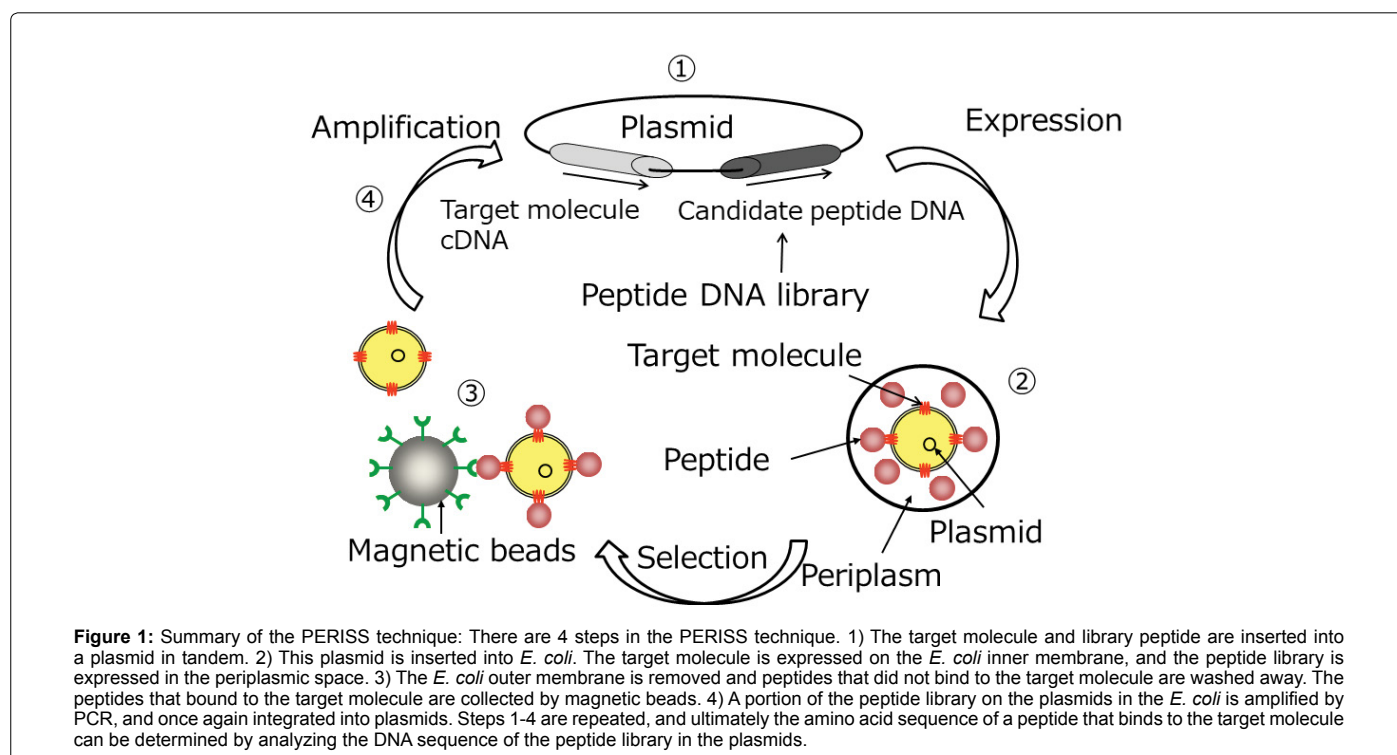 ①
Amplification
Plasmid
Expression
④
Target molecule
cDNA
Candidate peptide DNA
Peptide DNA library
Target molecule
②
③
Peptide
Plasmid
Magnetic beads
Selection
Periplasm
Figure 1: Summary of the PERISS technique: There are 4 steps in the PERISS technique. 1) The target molecule and library peptide are inserted into
a plasmid in tandem. 2) This plasmid is inserted into E. coli. The target molecule is expressed on the E. coli inner membrane, and the peptide library is
expressed in the periplasmic space. 3) The E. coli outer membrane is removed and peptides that did not bind to the target molecule are washed away. The
peptides that bound to the target molecule are collected by magnetic beads. 4) A portion of the peptide library on the plasmids in the E. coli is amplified by
PCR, and once again integrated into plasmids. Steps 1-4 are repeated, and ultimately the amino acid sequence of a peptide that binds to the target molecule
can be determined by analyzing the DNA sequence of the peptide library in the plasmids.